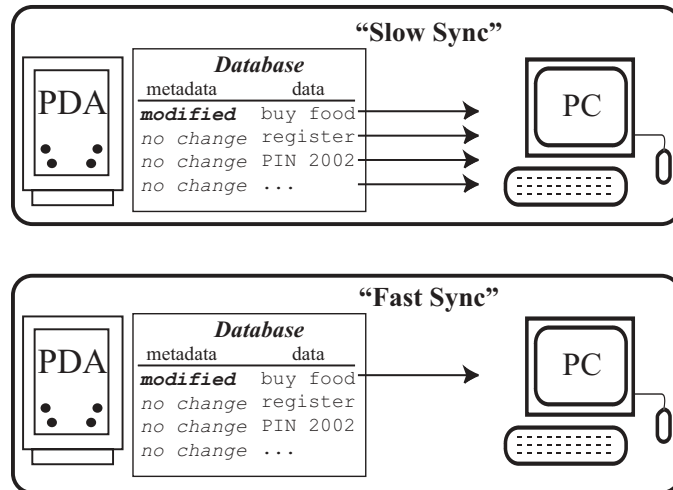 “Slow Sync”
PDA
Database
metadata data
modified buy food
no change register
no change PIN 2002
no change ...
PC
“Fast Sync”
PDA
Database
metadata data
modified buy food
no change register
no change PIN 2002
no change ...
PC